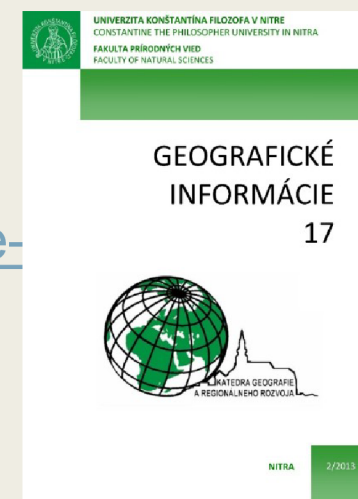 UNIVERZITA KONŠTANTÍNA FILOZOFA V NITRE
CONSTANTINE THE PHILOSOPHER UNIVERSITY IN NITRA
FAKULTA PRÍRODNÝCH VIED
FACULTY OF NATURAL SCIENCES
GEOGRAFICKÉ
INFORMÁCIE
17
e-
KATEDRA GEOGRAFIE
A REGIONALNEHO ROZVOJA
NITRA
2/2013